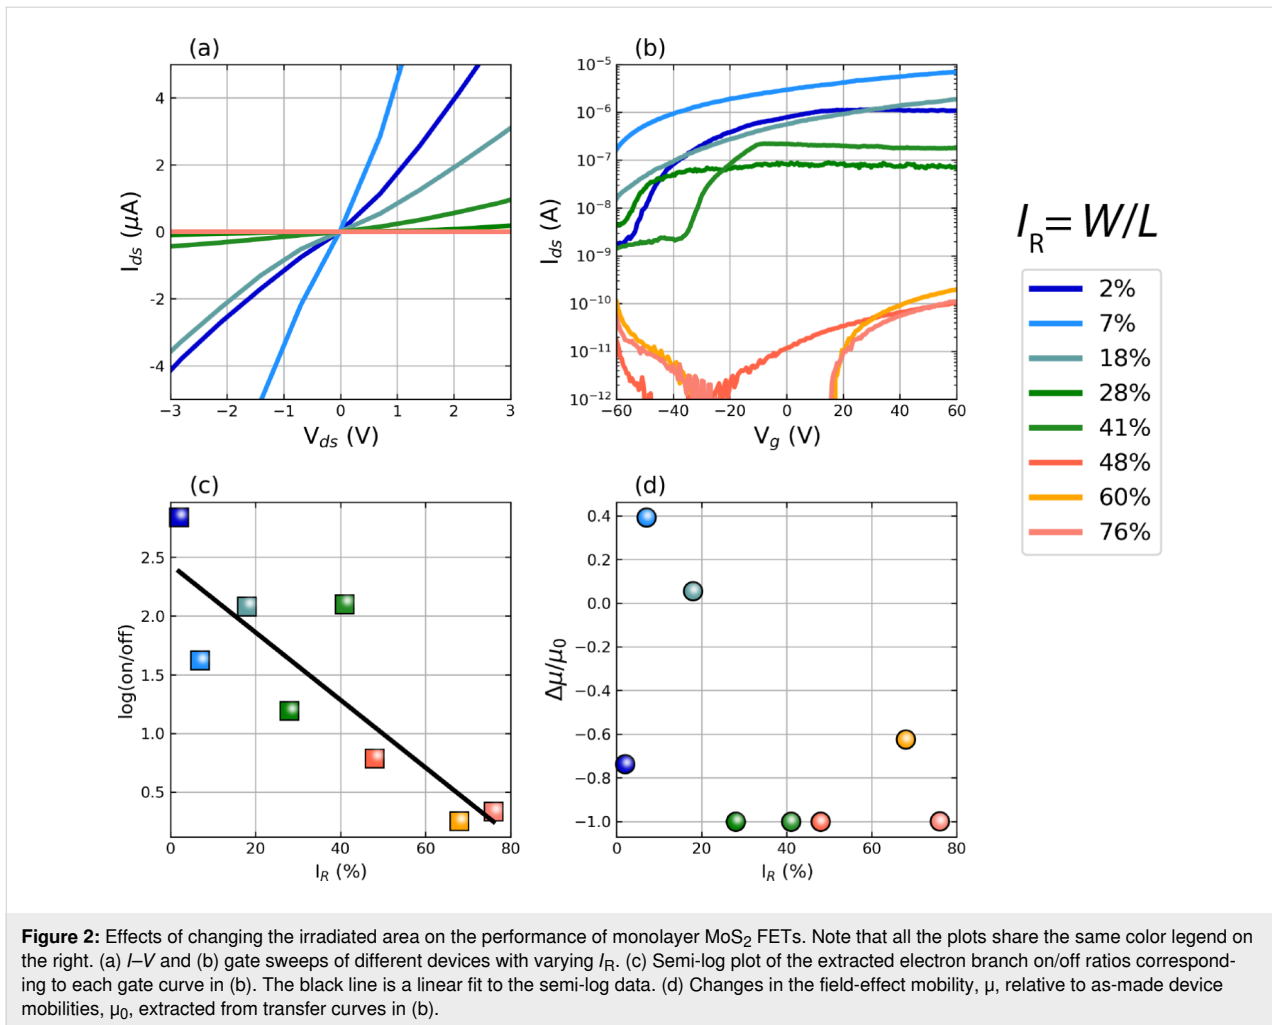 (a)
4
2
0
−2
−4
I_ds (μA)
−3 −2 −1 0 1 2 3
V_ds (V)
(b)
10⁻⁵
10⁻⁶
10⁻⁷
10⁻⁸
10⁻⁹
10⁻¹⁰
10⁻¹¹
10⁻¹²
I_ds (A)
−60 −40 −20 0 20 40 60
V_g (V)
I_R = W/L
2%
7%
18%
28%
41%
48%
60%
76%
(c)
2.5
2.0
1.5
1.0
0.5
log(on/off)
0 20 40 60 80
I_R (%)
(d)
0.4
0.2
0.0
−0.2
−0.4
−0.6
−0.8
−1.0
Δμ/μ₀
0 20 40 60 80
I_R (%)
Figure 2: Effects of changing the irradiated area on the performance of monolayer MoS₂ FETs. Note that all the plots share the same color legend on
the right. (a) I–V and (b) gate sweeps of different devices with varying I_R. (c) Semi-log plot of the extracted electron branch on/off ratios correspond-
ing to each gate curve in (b). The black line is a linear fit to the semi-log data. (d) Changes in the field-effect mobility, μ, relative to as-made device
mobilities, μ₀, extracted from transfer curves in (b).